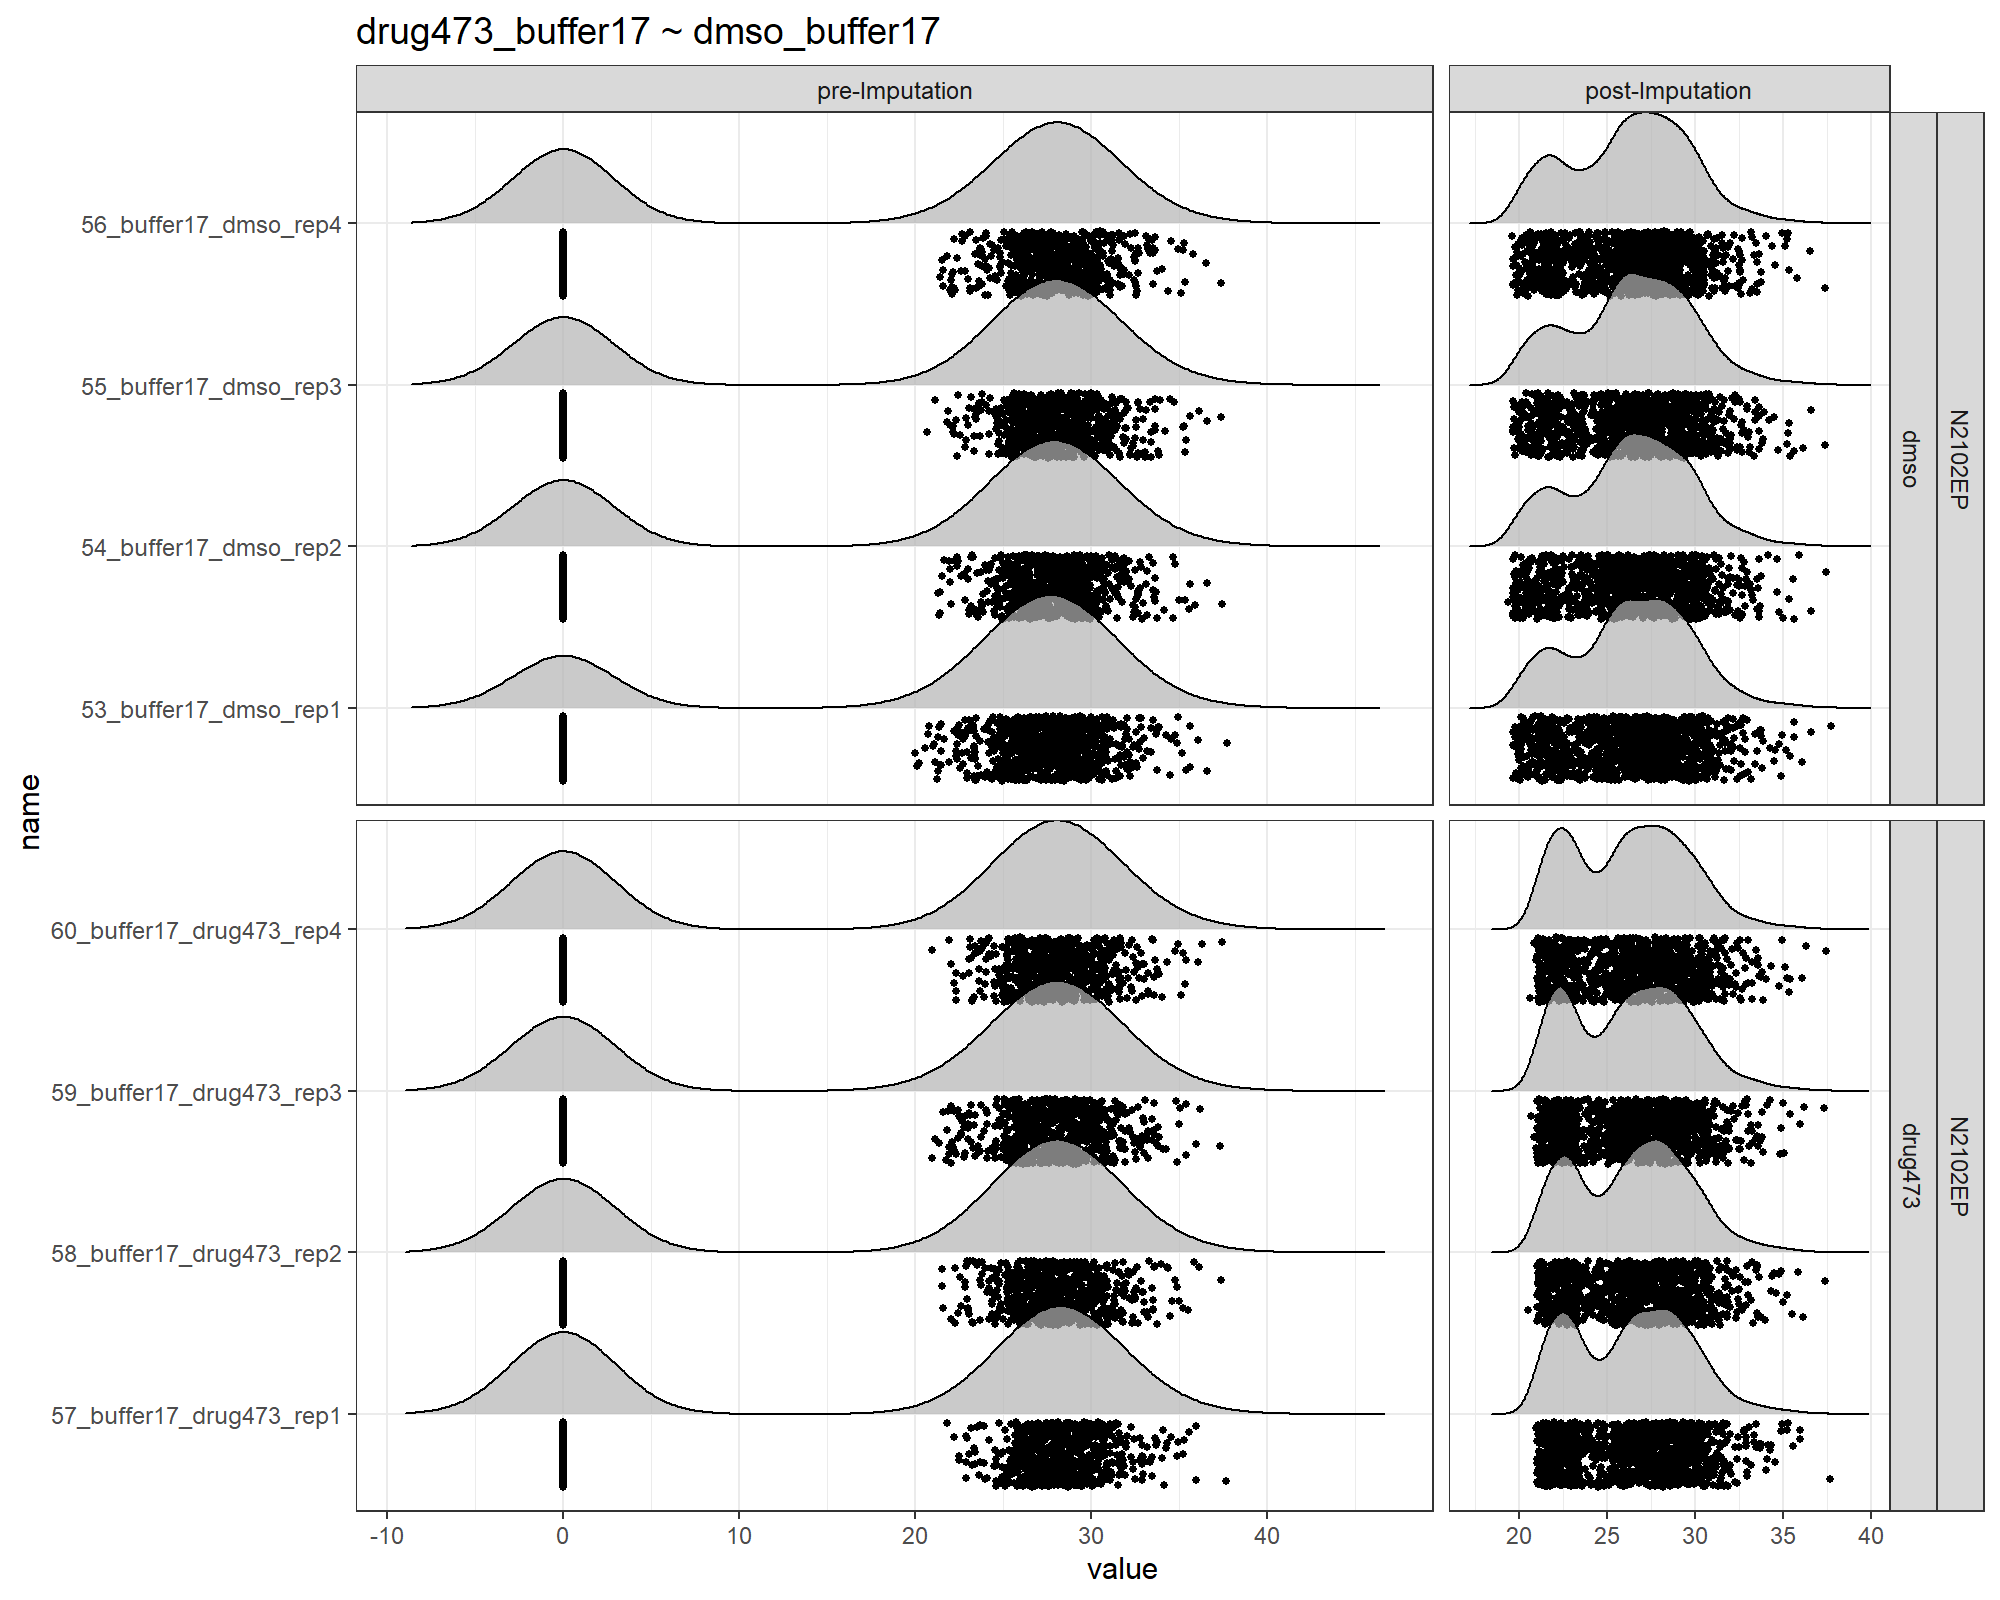 drug473_buffer17 ~ dmso_buffer17
pre-Imputation
post-Imputation
56_buffer17_dmso_rep4
55_buffer17_dmso_rep3
54_buffer17_dmso_rep2
53_buffer17_dmso_rep1
dmso
N2102EP
name
60_buffer17_drug473_rep4
59_buffer17_drug473_rep3
58_buffer17_drug473_rep2
57_buffer17_drug473_rep1
drug473
N2102EP
-10 0 10 20 30 40
20 25 30 35 40
value